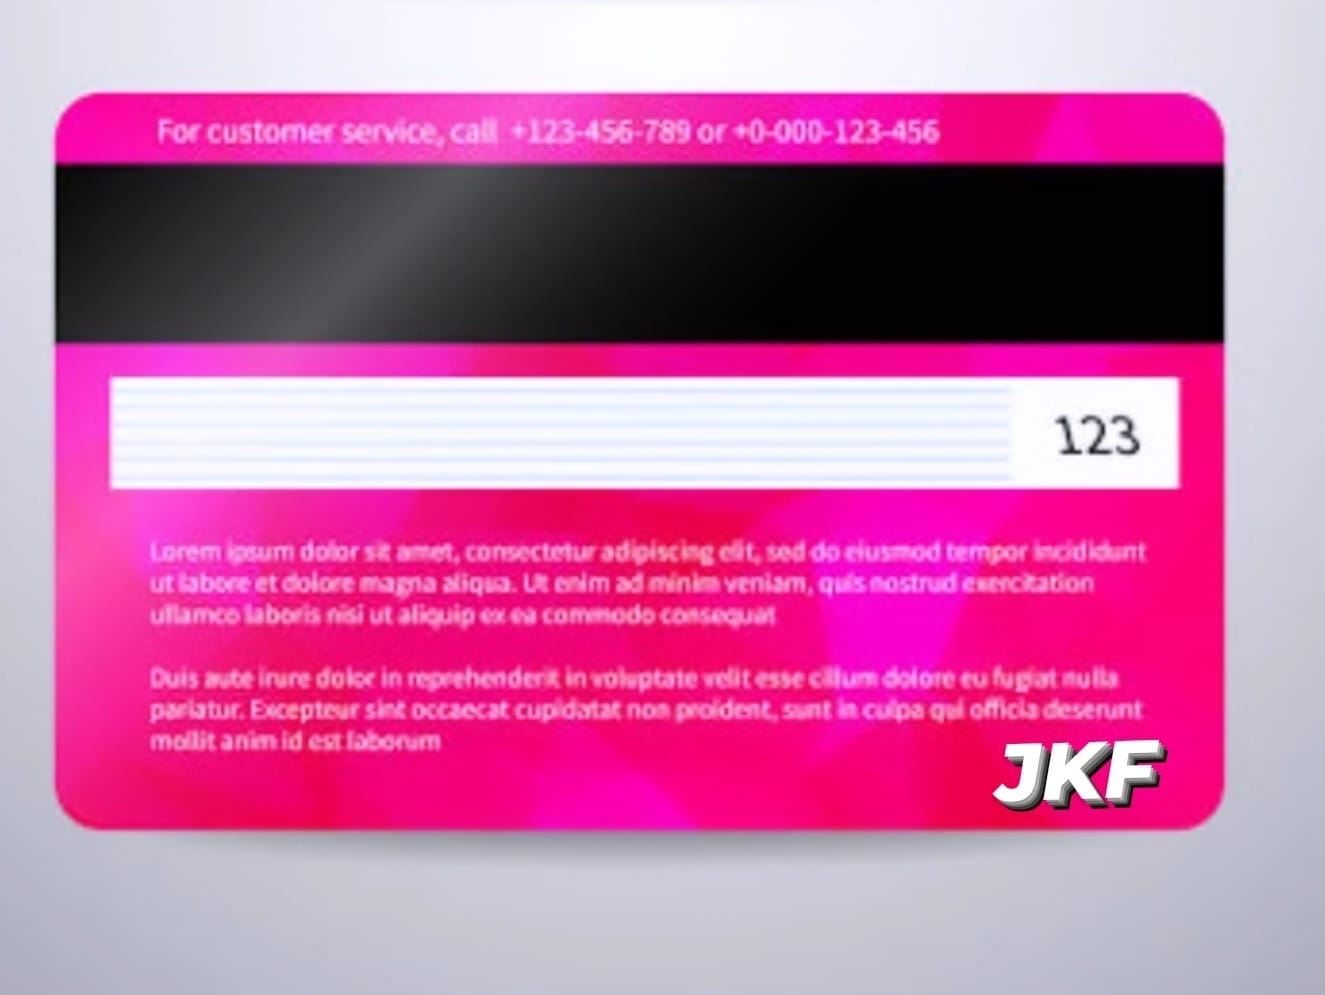 For customer service, call +123-456-789 or +0-000-123-456
123
Lorem ipsum dolor sit amet, consectetur adipiscing elit, sed do eiusmod tempor incididunt
ut labore et dolore magna aliqua. Ut enim ad minim veniam, quis nostrud exercitation
ullamco laboris nisi ut aliquip ex ea commodo consequat
Duis aute irure dolor in reprehenderit in voluptate velit esse cillum dolore eu fugiat nulla
pariatur. Excepteur sint occaecat cupidatat non proident, sunt in culpa qui officia deserunt
mollit anim id est laborum
JKF